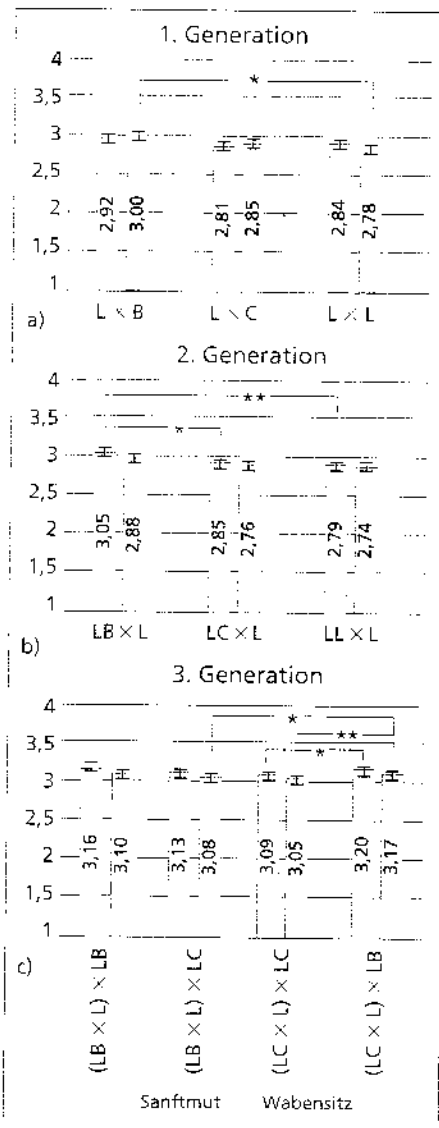 1. Generation
4
3,5
3
2,5
2
1,5
1
*
2,92 3,00 2,81 2,85 2,84 2,78
a) L × B L × C L × L
2. Generation
4
3,5
3
2,5
2
1,5
1
**
*
3,05 2,88 2,85 2,76 2,79 2,74
b) LB × L LC × L LL × L
3. Generation
4
3,5
3
2,5
2
1,5
1
*
**
*
3,16 3,10 3,13 3,08 3,09 3,05 3,20 3,17
c) (LB × L) × LB (LB × L) × LC (LC × L) × LC (LC × L) × LB
Sanftmut Wabensitz